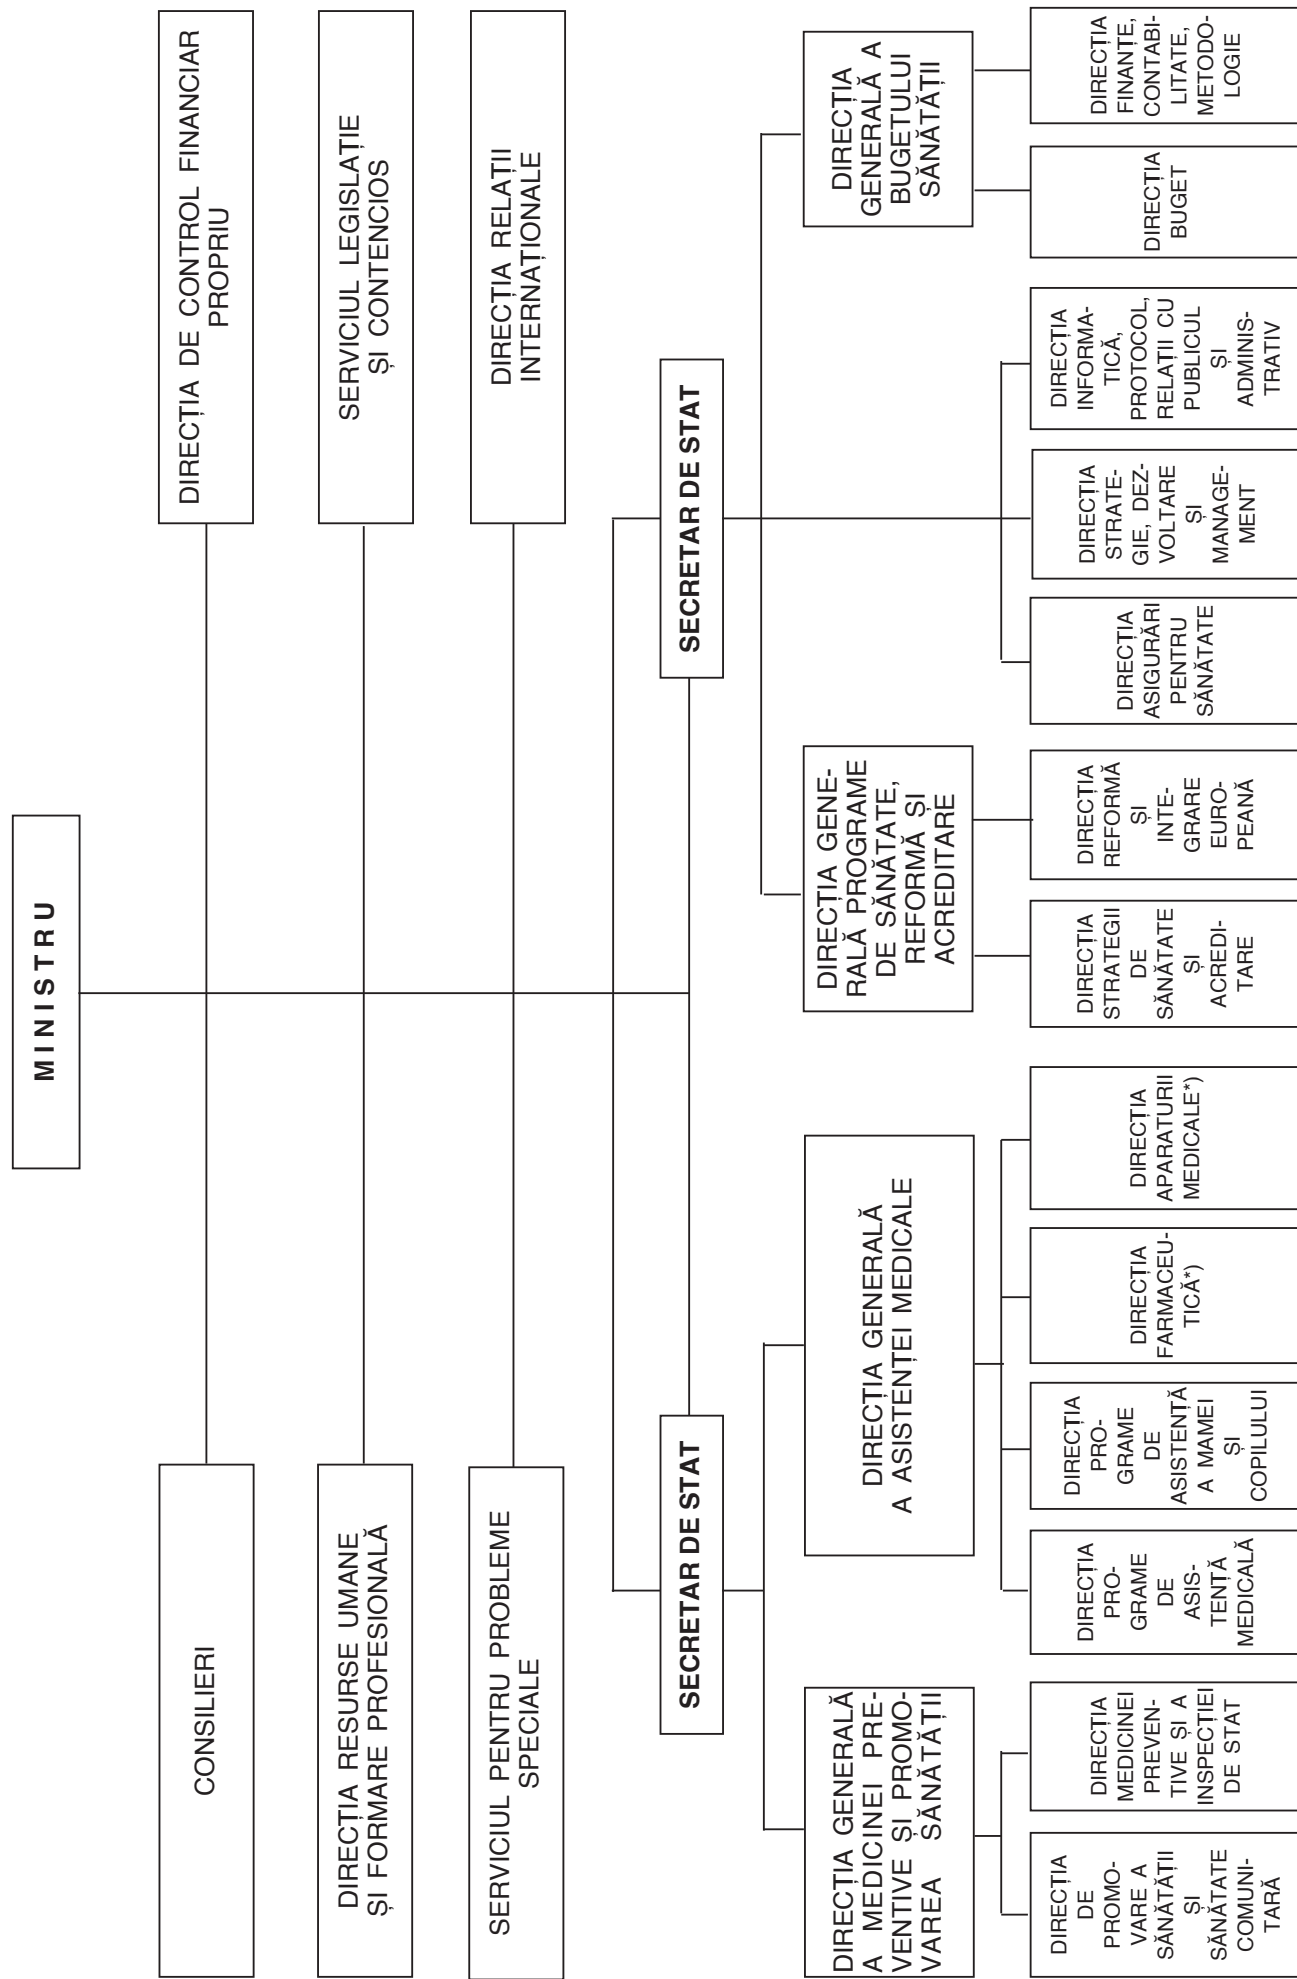 MINISTRU
CONSILIERI
DIRECȚIA DE CONTROL FINANCIAR
PROPRIU
DIRECȚIA RESURSE UMANE
ȘI FORMARE PROFESIONALĂ
SERVICIUL LEGISLAȚIE
ȘI CONTENCIOS
SERVICIUL PENTRU PROBLEME
SPECIALE
DIRECȚIA RELAȚII
INTERNAȚIONALE
SECRETAR DE STAT
SECRETAR DE STAT
DIRECȚIA GENERALĂ
A MEDICINEI PRE-
VENTIVE ȘI PROMO-
VAREA SĂNĂTĂȚII
DIRECȚIA GENERALĂ
A ASISTENȚEI MEDICALE
DIRECȚIA GENE-
RALĂ PROGRAME
DE SĂNĂTATE,
REFORMĂ ȘI
ACREDITARE
DIRECȚIA
GENERALĂ A
BUGETULUI
SĂNĂTĂȚII
DIRECȚIA
DE
PROMO-
VARE A
SĂNĂTĂȚII
ȘI
SĂNĂTATE
COMUNI-
TARĂ
DIRECȚIA
MEDICINEI
PREVEN-
TIVE ȘI A
INSPECȚIEI
DE STAT
DIRECȚIA
PRO-
GRAME
DE
ASIS-
TENȚĂ
MEDICALĂ
DIRECȚIA
PRO-
GRAME
DE
ASISTENȚĂ
A MAMEI
ȘI
COPILULUI
DIRECȚIA
FARMACEU-
TICĂ*)
DIRECȚIA
APARATURII
MEDICALE*)
DIRECȚIA
STRATEGII
DE
SĂNĂTATE
ȘI
ACREDI-
TARE
DIRECȚIA
REFORMĂ
ȘI
INTE-
GRARE
EURO-
PEANĂ
DIRECȚIA
ASIGURĂRI
PENTRU
SĂNĂTATE
DIRECȚIA
STRATE-
GIE, DEZ-
VOLTARE
ȘI
MANAGE-
MENT
DIRECȚIA
INFORMA-
TICĂ,
PROTOCOL,
RELAȚII CU
PUBLICUL
ȘI
ADMINIS-
TRATIV
DIRECȚIA
BUGET
DIRECȚIA
FINANȚE,
CONTABI-
LITATE,
METODO-
LOGIE